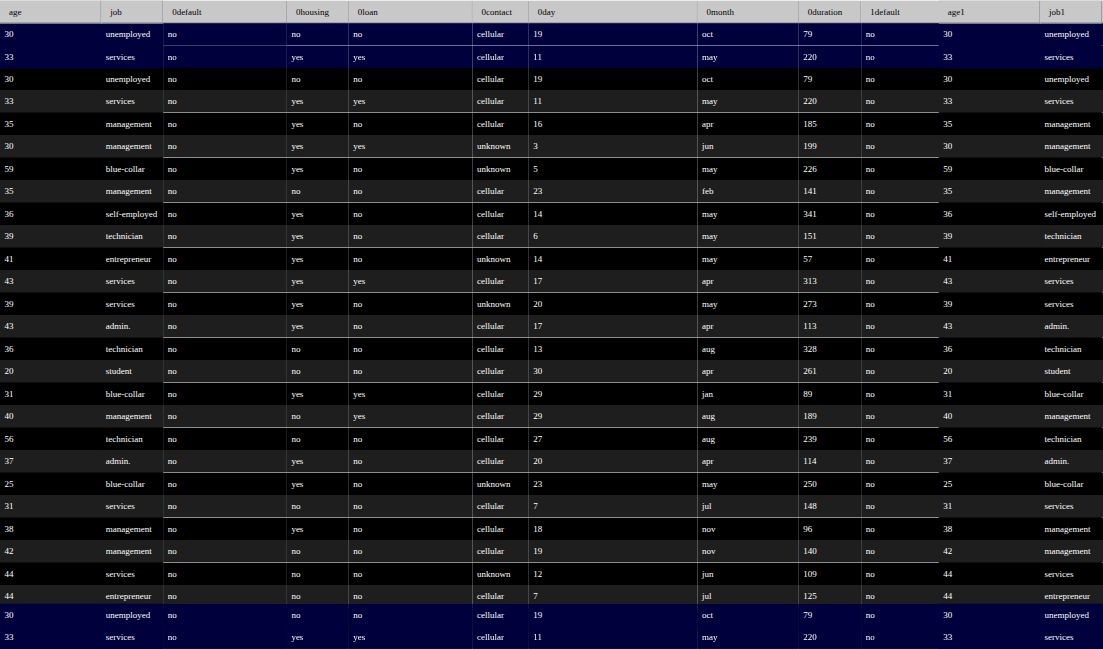 age job 0default 0housing 0loan 0contact 0day 0month 0duration 1default age1 job1
30 unemployed no no no cellular 19 oct 79 no 30 unemployed
33 services no yes yes cellular 11 may 220 no 33 services
30 unemployed no no no cellular 19 oct 79 no 30 unemployed
33 services no yes yes cellular 11 may 220 no 33 services
35 management no yes no cellular 16 apr 185 no 35 management
30 management no yes yes unknown 3 jun 199 no 30 management
59 blue-collar no yes no unknown 5 may 226 no 59 blue-collar
35 management no no no cellular 23 feb 141 no 35 management
36 self-employed no yes no cellular 14 may 341 no 36 self-employed
39 technician no yes no cellular 6 may 151 no 39 technician
41 entrepreneur no yes no unknown 14 may 57 no 41 entrepreneur
43 services no yes yes cellular 17 apr 313 no 43 services
39 services no yes no unknown 20 may 273 no 39 services
43 admin. no yes no cellular 17 apr 113 no 43 admin.
36 technician no no no cellular 13 aug 328 no 36 technician
20 student no no no cellular 30 apr 261 no 20 student
31 blue-collar no yes yes cellular 29 jan 89 no 31 blue-collar
40 management no no yes cellular 29 aug 189 no 40 management
56 technician no no no cellular 27 aug 239 no 56 technician
37 admin. no yes no cellular 20 apr 114 no 37 admin.
25 blue-collar no yes no unknown 23 may 250 no 25 blue-collar
31 services no no no cellular 7 jul 148 no 31 services
38 management no yes no cellular 18 nov 96 no 38 management
42 management no no no cellular 19 nov 140 no 42 management
44 services no no no unknown 12 jun 109 no 44 services
44 entrepreneur no no no cellular 7 jul 125 no 44 entrepreneur
30 unemployed no no no cellular 19 oct 79 no 30 unemployed
33 services no yes yes cellular 11 may 220 no 33 services